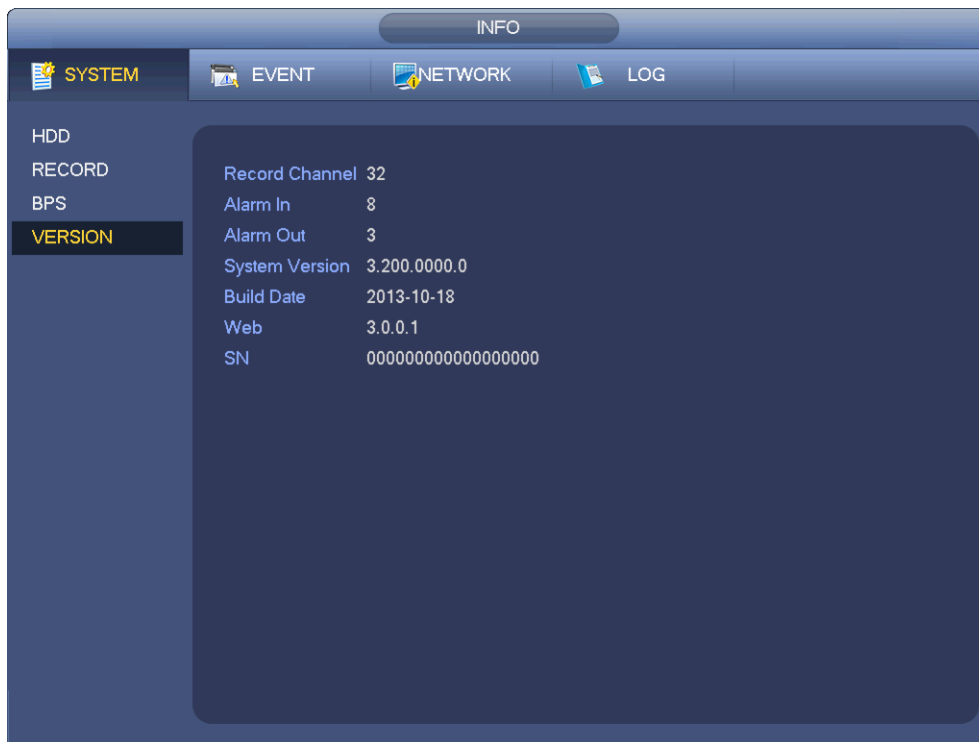 INFO
SYSTEM EVENT NETWORK LOG
HDD
RECORD
BPS
VERSION
Record Channel 32
Alarm In 8
Alarm Out 3
System Version 3.200.0000.0
Build Date 2013-10-18
Web 3.0.0.1
SN 000000000000000000